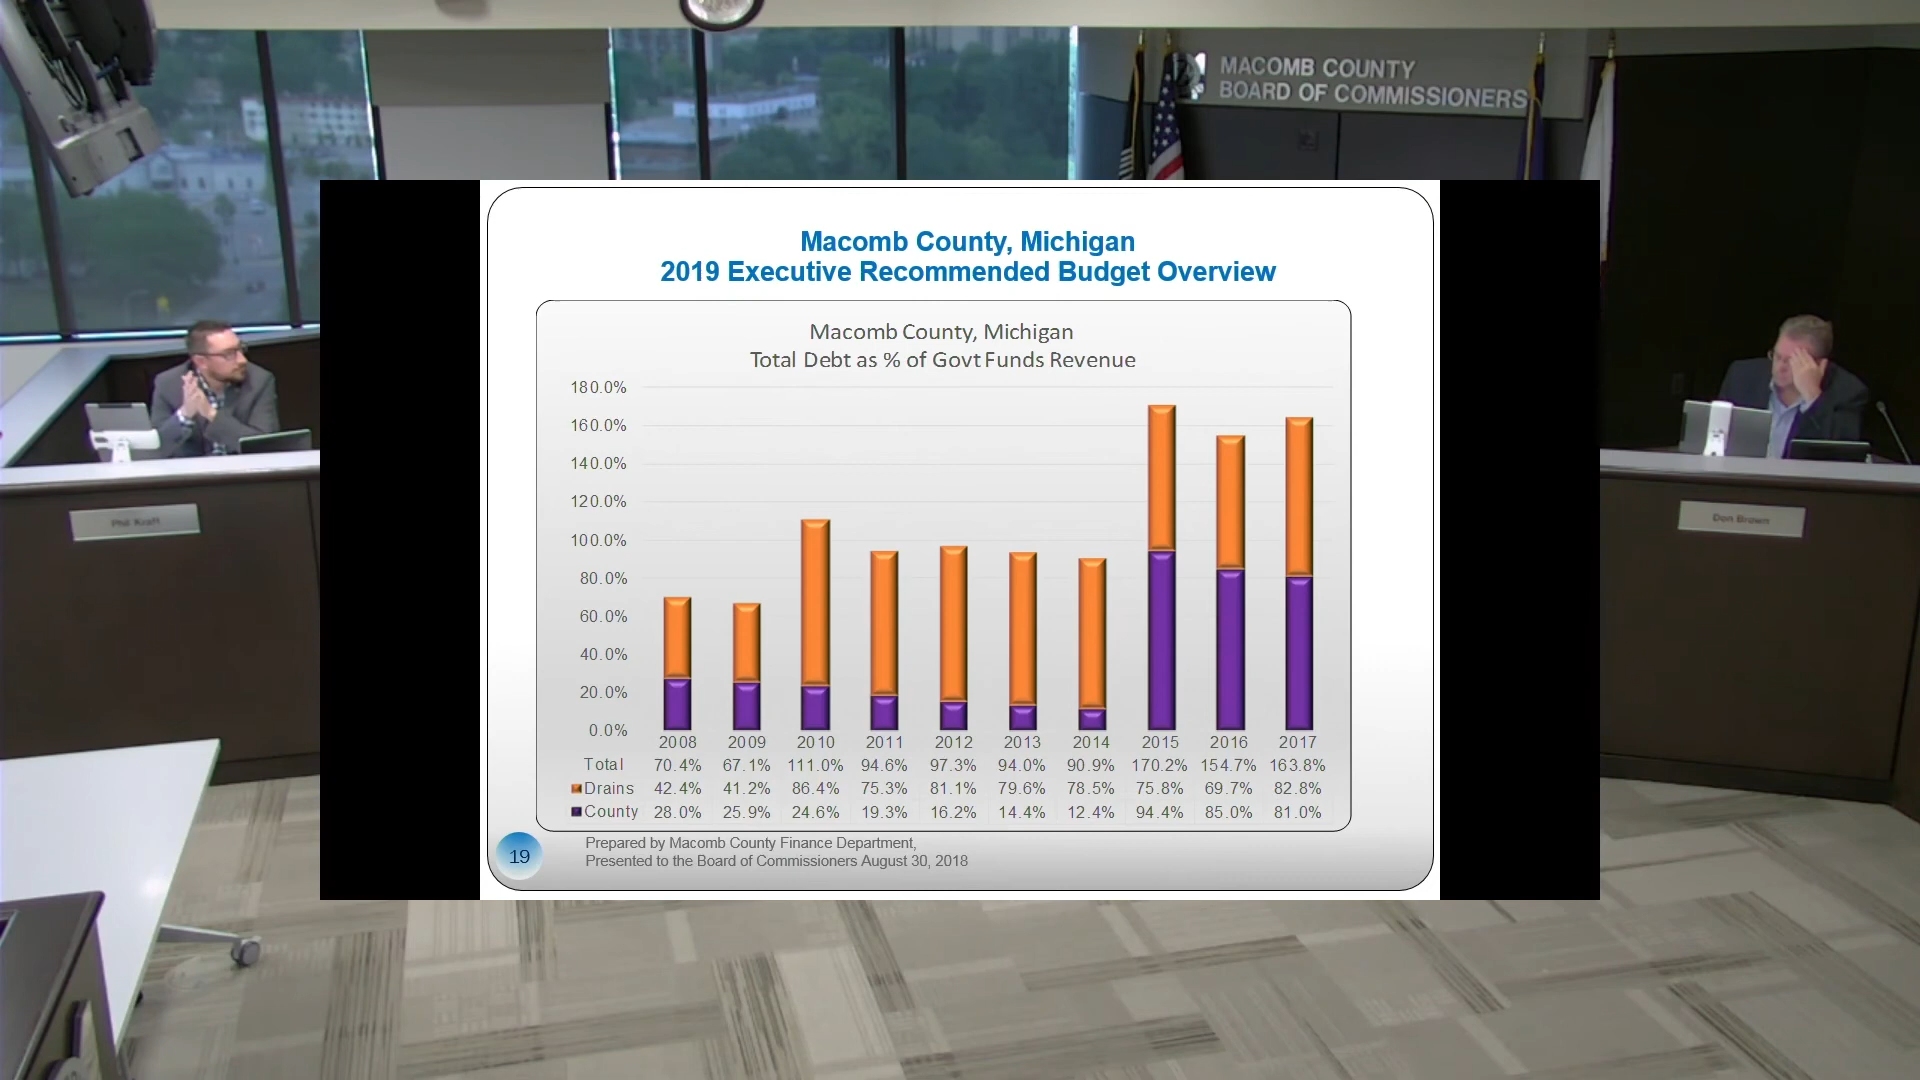 MACOMB COUNTY
BOARD OF COMMISSIONERS
Macomb County, Michigan
2019 Executive Recommended Budget Overview
Macomb County, Michigan
Total Debt as % of Govt Funds Revenue
180.0%
160.0%
140.0%
120.0%
100.0%
80.0%
60.0%
40.0%
20.0%
0.0%
2008 2009 2010 2011 2012 2013 2014 2015 2016 2017
Total 70.4% 67.1% 111.0% 94.6% 97.3% 94.0% 90.9% 170.2% 154.7% 163.8%
Drains 42.4% 41.2% 86.4% 75.3% 81.1% 79.6% 78.5% 75.8% 69.7% 82.8%
County 28.0% 25.9% 24.6% 19.3% 16.2% 14.4% 12.4% 94.4% 85.0% 81.0%
Prepared by Macomb County Finance Department,
Presented to the Board of Commissioners August 30, 2018
19
Phil Kraft
Don Brown